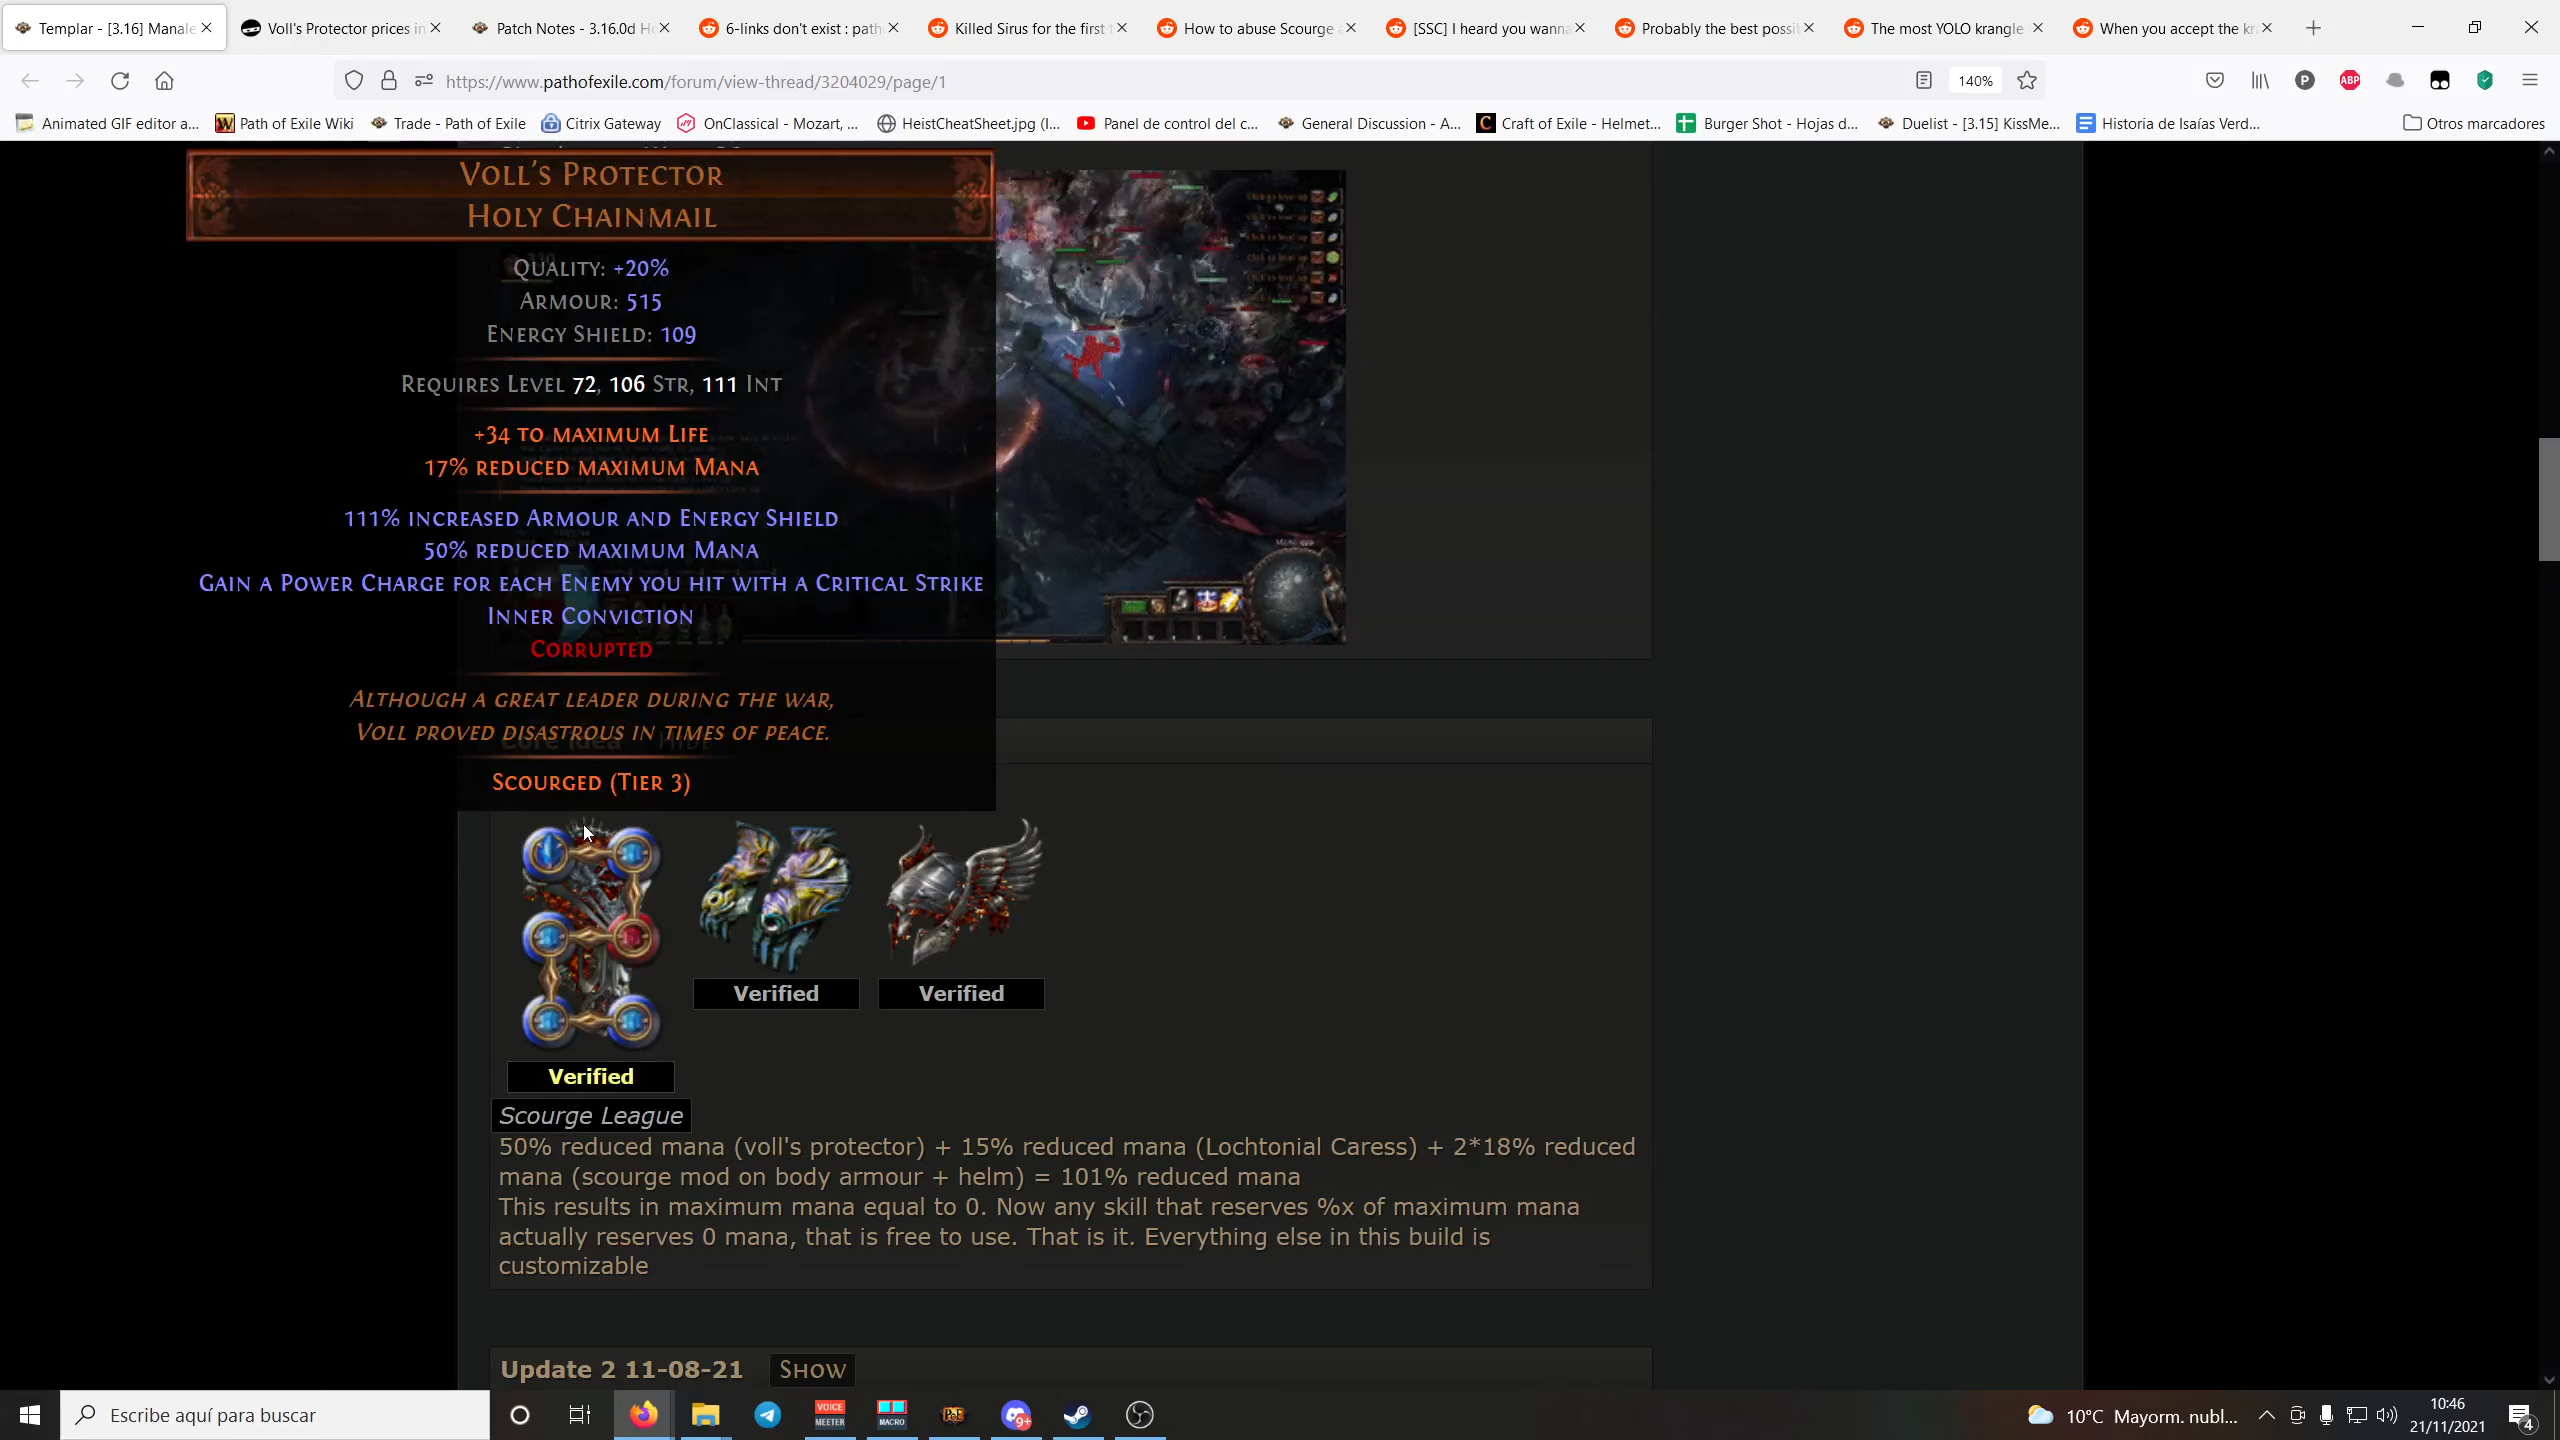 Templar - [3.16] Manale
Voll's Protector prices in
Patch Notes - 3.16.0d He
6-links don't exist : path
Killed Sirus for the first t
How to abuse Scourge a
[SSC] I heard you wanna
Probably the best possi
The most YOLO krangle
When you accept the kr
https://www.pathofexile.com/forum/view-thread/3204029/page/1
140%
Animated GIF editor a...
Path of Exile Wiki
Trade - Path of Exile
Citrix Gateway
OnClassical - Mozart, ...
HeistCheatSheet.jpg (I...
Panel de control del c...
General Discussion - A...
Craft of Exile - Helmet...
Burger Shot - Hojas d...
Duelist - [3.15] KissMe...
Historia de Isaías Verd...
Otros marcadores
Voll's Protector
Holy Chainmail
Quality: +20%
Armour: 515
Energy Shield: 109
Requires Level 72, 106 Str, 111 Int
+34 to maximum Life
17% reduced maximum Mana
111% increased Armour and Energy Shield
50% reduced maximum Mana
Gain a Power Charge for each Enemy you hit with a Critical Strike
Inner Conviction
Corrupted
Although a great leader during the war,
Voll proved disastrous in times of peace.
Core Idea HIDE
Scourged (Tier 3)
Verified
Verified
Verified
Scourge League
50% reduced mana (voll's protector) + 15% reduced mana (Lochtonial Caress) + 2*18% reduced
mana (scourge mod on body armour + helm) = 101% reduced mana
This results in maximum mana equal to 0. Now any skill that reserves %x of maximum mana
actually reserves 0 mana, that is free to use. That is it. Everything else in this build is
customizable
Update 2 11-08-21 SHOW
Escribe aquí para buscar
VOICE
MEETER
MACRO
PoE
9+
10°C Mayorm. nubl...
10:46
21/11/2021
4